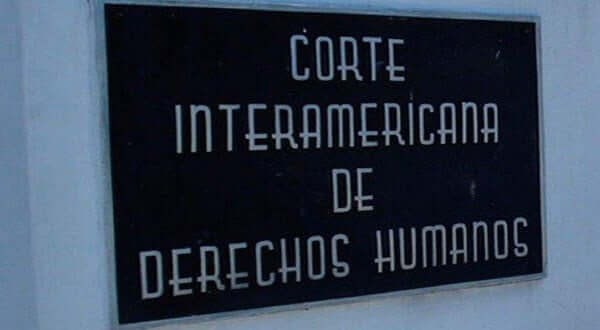 CORTE
INTERAMERICANA
DE
DERECHOS HUMANOS